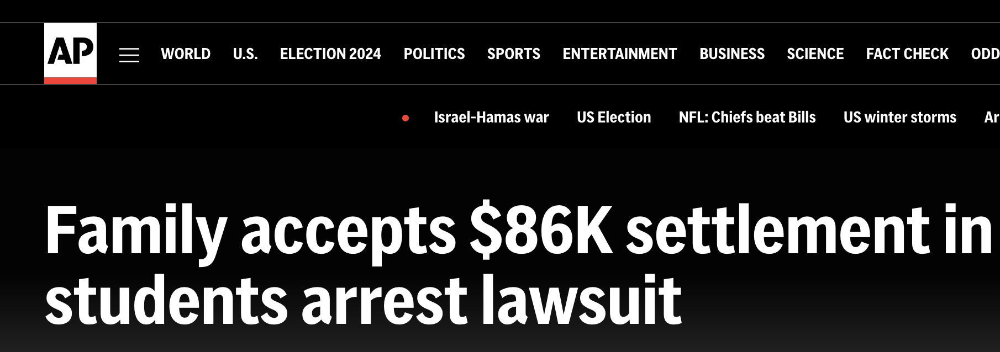 AP WORLD U.S. ELECTION 2024 POLITICS SPORTS ENTERTAINMENT BUSINESS SCIENCE FACT CHECK ODD
Israel-Hamas war US Election NFL: Chiefs beat Bills US winter storms Ar
Family accepts $86K settlement in
students arrest lawsuit